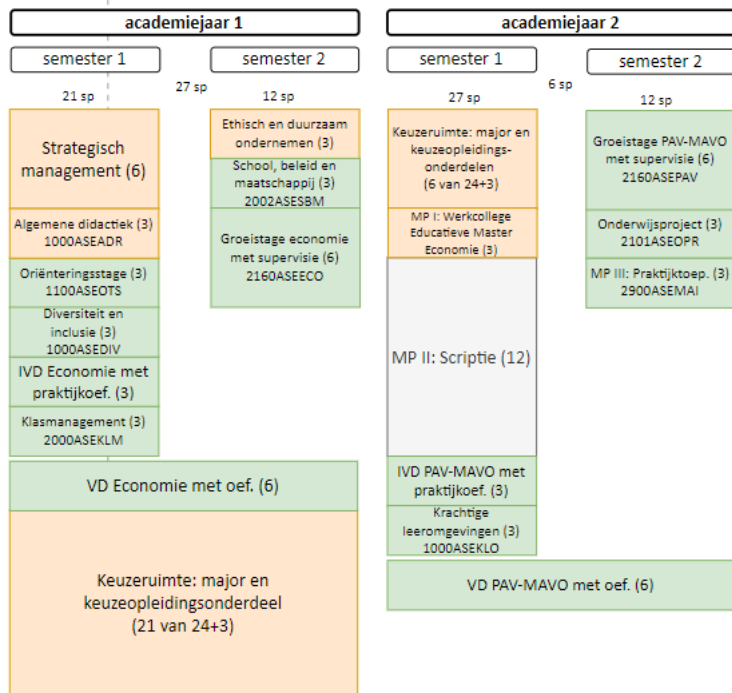 academiejaar 1
semester 1
semester 2
21 sp
27 sp
12 sp
Strategisch
management (6)
Algemene didactiek (3)
1000ASEADR
Oriënteringsstage (3)
1100ASEOTS
Diversiteit en
inclusie (3)
1000ASEDIV
IVD Economie met
praktijkoef. (3)
Klasmanagement (3)
2000ASEKLM
Ethisch en duurzaam
ondernemen (3)
School, beleid en
maatschappij (3)
2002ASESBM
Groeistage economie
met supervisie (6)
2160ASEECO
VD Economie met oef. (6)
Keuzeruimte: major en
keuzeopleidingsonderdeel
(21 van 24+3)
academiejaar 2
semester 1
semester 2
27 sp
6 sp
12 sp
Keuzeruimte: major en
keuzeopleidings-
onderdelen
(6 van 24+3)
MP I: Werkcollege
Educatieve Master
Economie (3)
MP II: Scriptie (12)
IVD PAV-MAVO met
praktijkoef. (3)
Krachtige
leeromgevingen (3)
1000ASEKLO
Groeistage PAV-MAVO
met supervisie (6)
2160ASEPAV
Onderwijsproject (3)
2101ASEOPR
MP III: Praktijktoep. (3)
2900ASEMAI
VD PAV-MAVO met oef. (6)